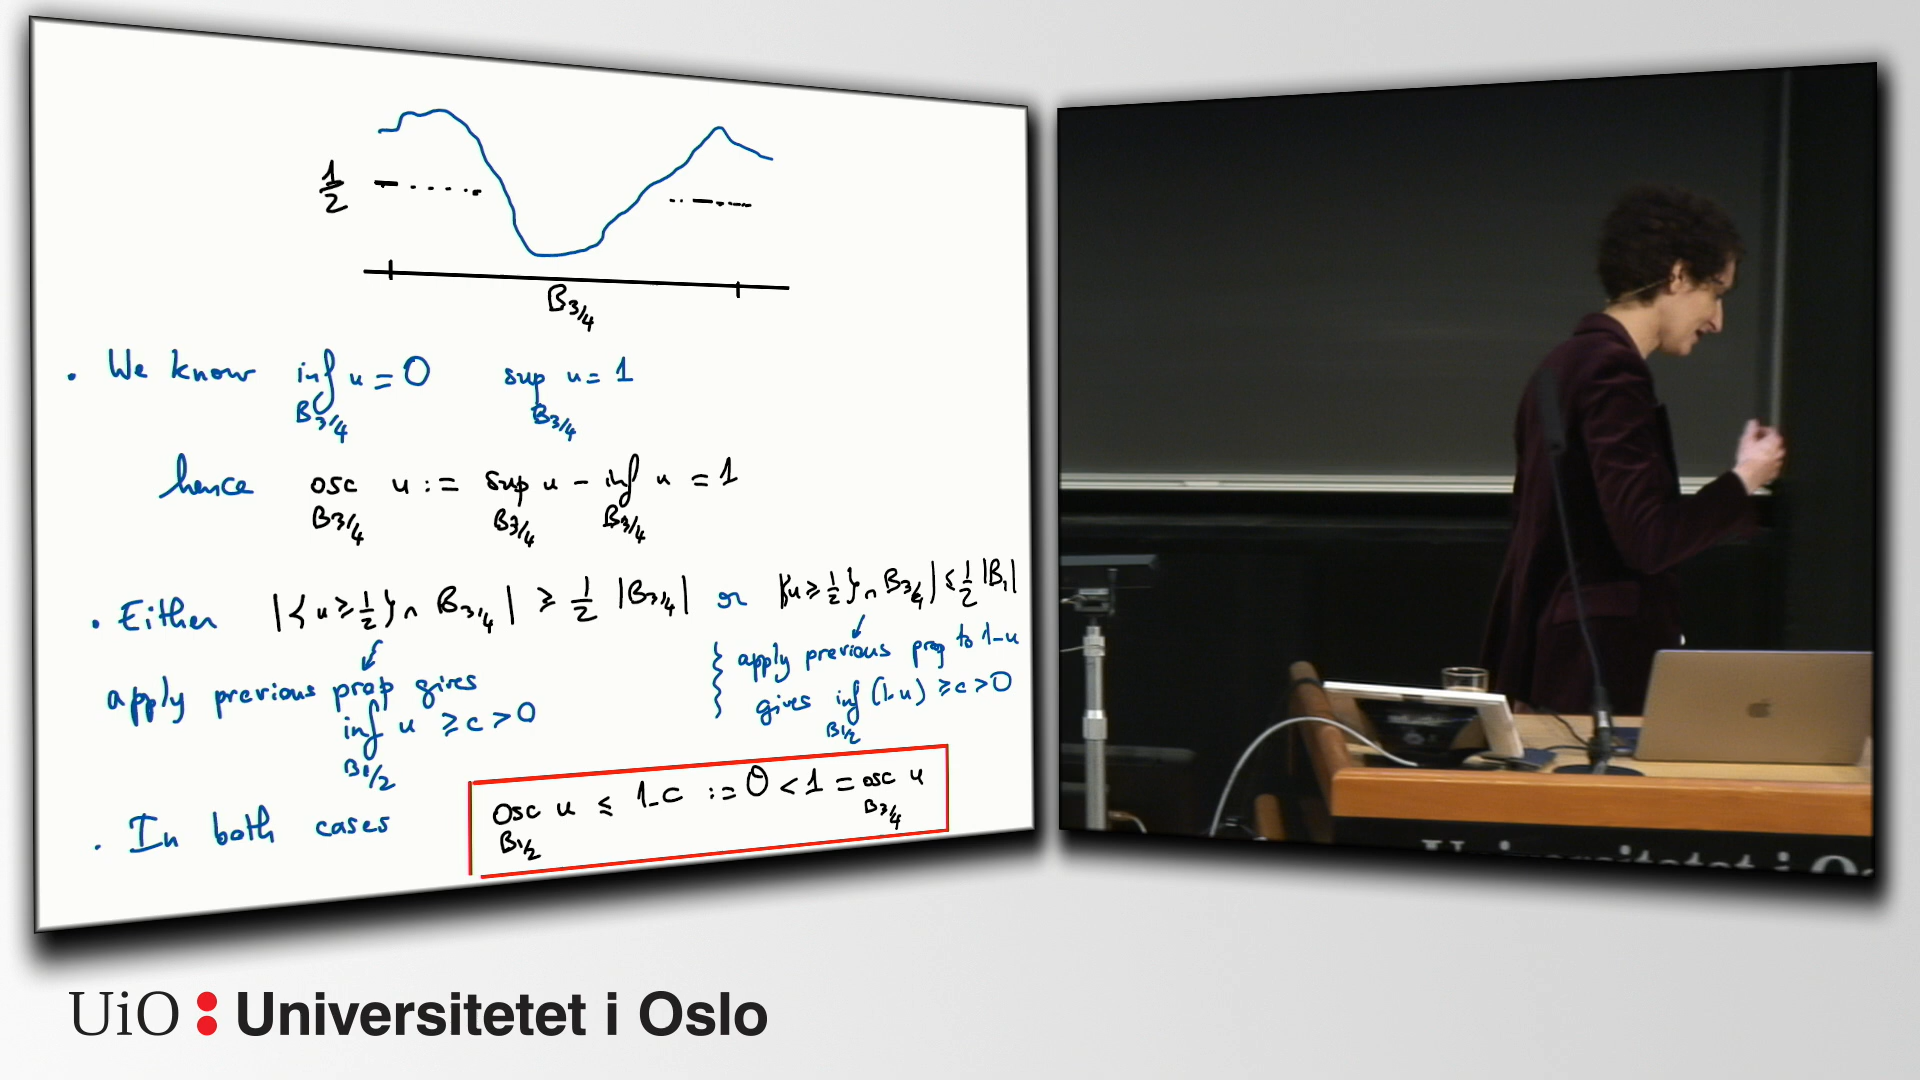 1/2
B3/4
• We know inf u = 0 sup u = 1
B3/4 B3/4
hence osc u := sup u - inf u = 1
B3/4 B3/4 B3/4
• Either |{u ≥ 1/2} ∩ B3/4| ≥ 1/2 |B3/4| or |{u ≥ 1/2} ∩ B3/4| ≤ 1/2 |B1|
apply previous prop gives
inf u ≥ c > 0
B1/2
apply previous prop to 1-u
gives inf (1-u) ≥ c > 0
B1/2
• In both cases
osc u ≤ 1-c := θ < 1 = osc u
B1/2 B3/4
UiO : Universitetet i Oslo
Universitetet i Os